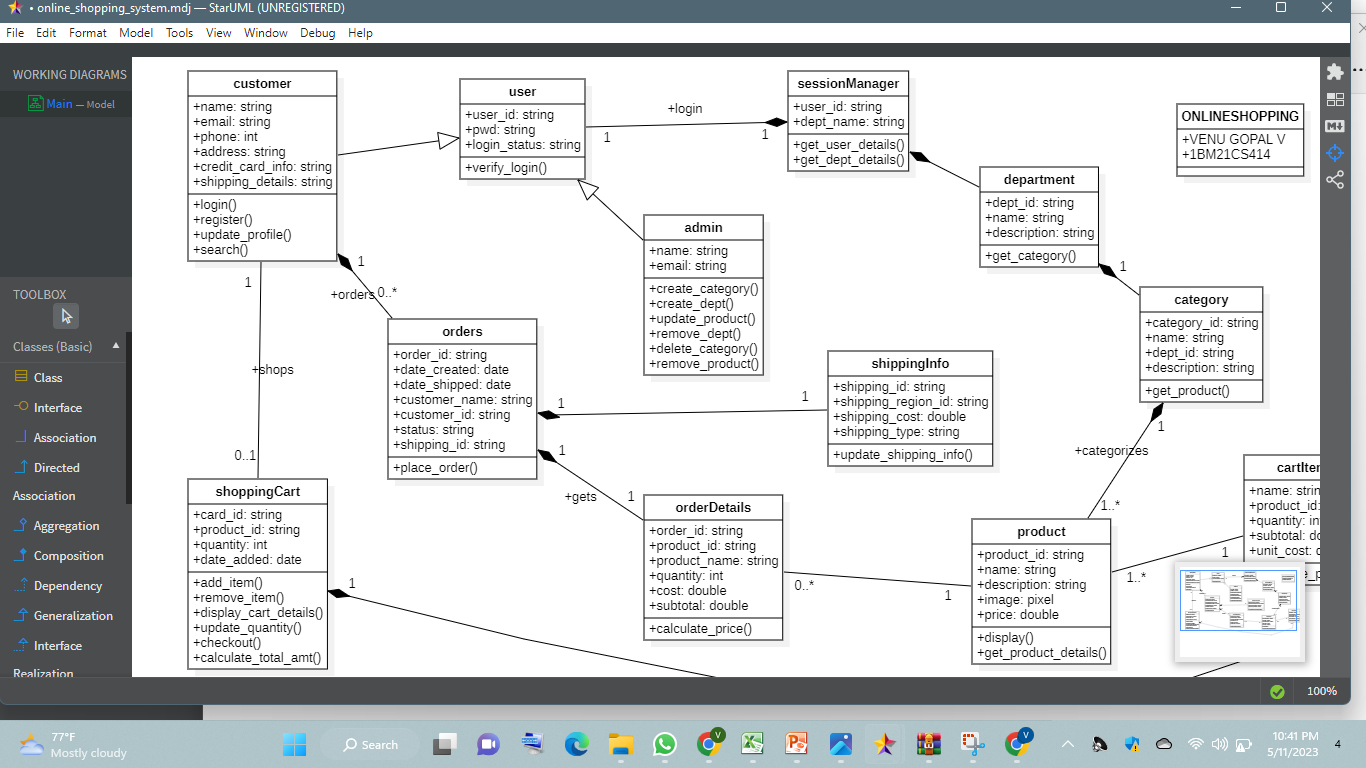 • online_shopping_system.mdj — StarUML (UNREGISTERED)
File Edit Format Model Tools View Window Debug Help
WORKING DIAGRAMS
Main — Model
TOOLBOX
Classes (Basic)
Class
Interface
Association
Directed
Association
Aggregation
Composition
Dependency
Generalization
Interface
Realization
customer
+name: string
+email: string
+phone: int
+address: string
+credit_card_info: string
+shipping_details: string
+login()
+register()
+update_profile()
+search()
user
+user_id: string
+pwd: string
+login_status: string
+verify_login()
+login
1
1
sessionManager
+user_id: string
+dept_name: string
+get_user_details()
+get_dept_details()
ONLINESHOPPING
+VENU GOPAL V
+1BM21CS414
department
+dept_id: string
+name: string
+description: string
+get_category()
1
admin
+name: string
+email: string
+create_category()
+create_dept()
+update_product()
+remove_dept()
+delete_category()
+remove_product()
category
+category_id: string
+name: string
+dept_id: string
+description: string
+get_product()
1
+categorizes
1..*
1
+orders
0..*
1
+shops
0..1
orders
+order_id: string
+date_created: date
+date_shipped: date
+customer_name: string
+customer_id: string
+status: string
+shipping_id: string
+place_order()
1
1
shippingInfo
+shipping_id: string
+shipping_region_id: string
+shipping_cost: double
+shipping_type: string
+update_shipping_info()
1
+gets
1
shoppingCart
+card_id: string
+product_id: string
+quantity: int
+date_added: date
+add_item()
+remove_item()
+display_cart_details()
+update_quantity()
+checkout()
+calculate_total_amt()
1
orderDetails
+order_id: string
+product_id: string
+product_name: string
+quantity: int
+cost: double
+subtotal: double
+calculate_price()
0..*
1
product
+product_id: string
+name: string
+description: string
+image: pixel
+price: double
+display()
+get_product_details()
1..*
1
+name:
+product_id:
+quantity:
+subtotal:
+unit_cost:
100%
77°F
Mostly cloudy
Search
10:41 PM
5/11/2023
4